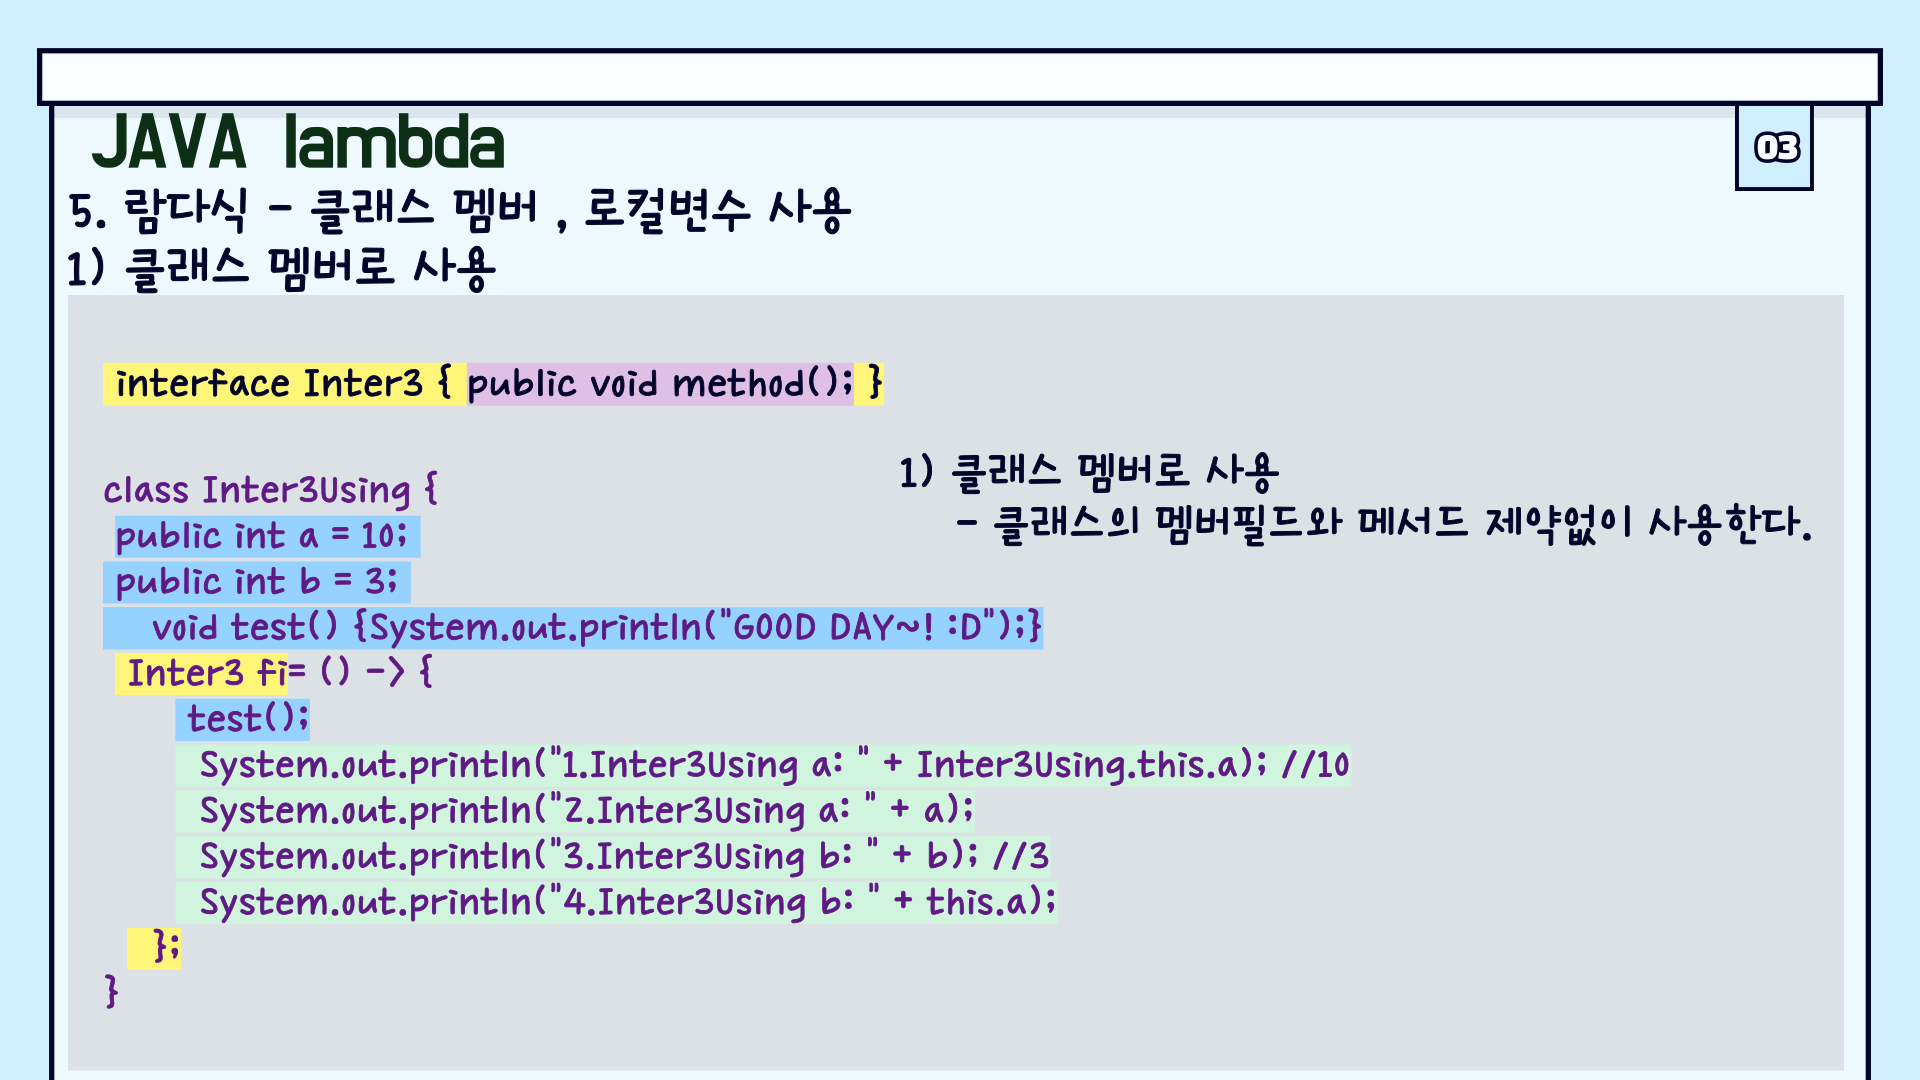 JAVA lambda
03
5. 람다식 - 클래스 멤버 , 로컬변수 사용
1) 클래스 멤버로 사용
interface Inter3 { public void method(); }
1) 클래스 멤버로 사용
- 클래스의 멤버필드와 메서드 제약없이 사용한다.
class Inter3Using {
public int a = 10;
public int b = 3;
void test() {System.out.println("GOOD DAY~! :D");}
Inter3 fi= () -> {
test();
System.out.println("1.Inter3Using a: " + Inter3Using.this.a); //10
System.out.println("2.Inter3Using a: " + a);
System.out.println("3.Inter3Using b: " + b); //3
System.out.println("4.Inter3Using b: " + this.a);
};
}